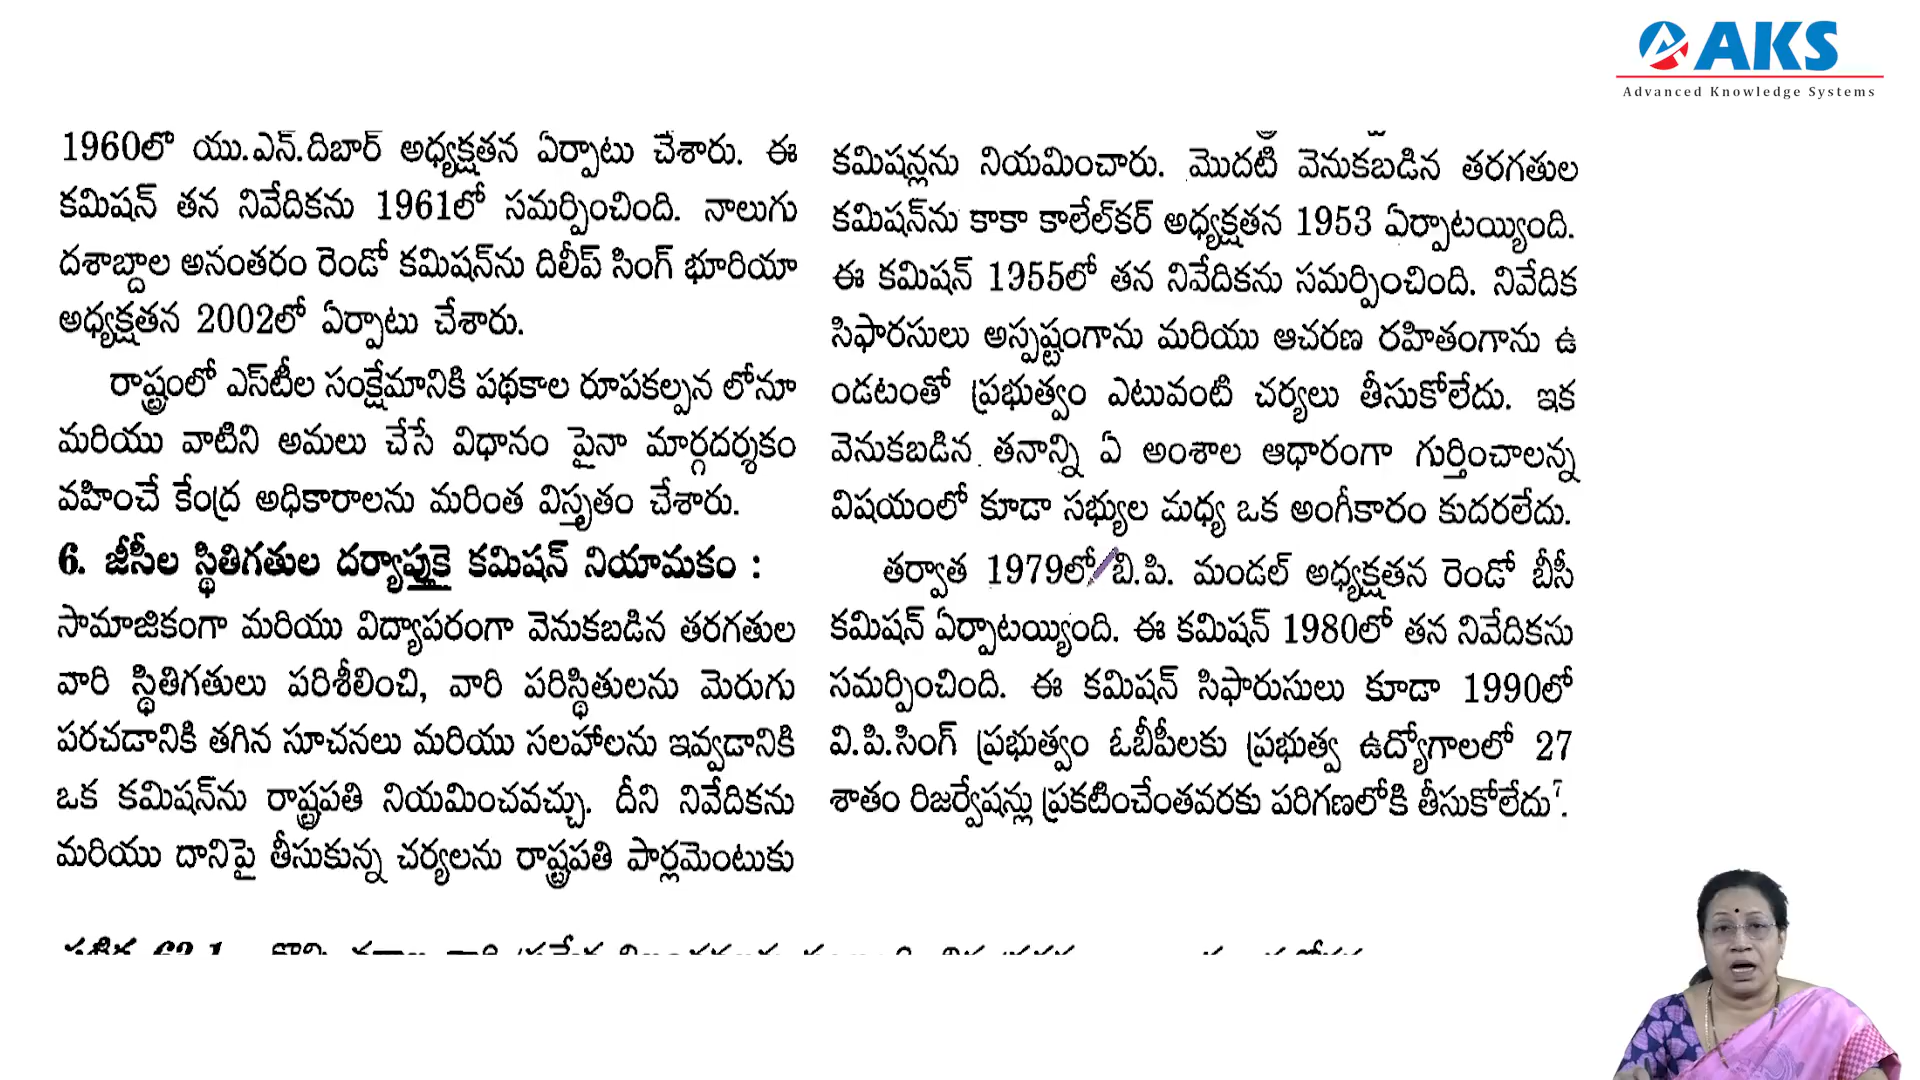 AKS
Advanced Knowledge Systems
1960లో యు.ఎన్.దిబార్ అధ్యక్షతన ఏర్పాటు చేశారు. ఈ
కమిషన్ తన నివేదికను 1961లో సమర్పించింది. నాలుగు
దశాబ్దాల అనంతరం రెండో కమిషన్‌ను దిలీప్ సింగ్ భూరియా
అధ్యక్షతన 2002లో ఏర్పాటు చేశారు.
రాష్ట్రంలో ఎస్‌టీల సంక్షేమానికి పథకాల రూపకల్పన లోనూ
మరియు వాటిని అమలు చేసే విధానం పైనా మార్గదర్శకం
వహించే కేంద్ర అధికారాలను మరింత విస్తృతం చేశారు.
6. జీసీల స్థితిగతుల దర్యాప్తుకై కమిషన్ నియామకం :
సామాజికంగా మరియు విద్యాపరంగా వెనుకబడిన తరగతుల
వారి స్థితిగతులు పరిశీలించి, వారి పరిస్థితులను మెరుగు
పరచడానికి తగిన సూచనలు మరియు సలహాలను ఇవ్వడానికి
ఒక కమిషన్‌ను రాష్ట్రపతి నియమించవచ్చు. దీని నివేదికను
మరియు దానిపై తీసుకున్న చర్యలను రాష్ట్రపతి పార్లమెంటుకు
కమిషన్లను నియమించారు. మొదటి వెనుకబడిన తరగతుల
కమిషన్‌ను కాకా కాలేల్‌కర్ అధ్యక్షతన 1953 ఏర్పాటయ్యింది.
ఈ కమిషన్ 1955లో తన నివేదికను సమర్పించింది. నివేదిక
సిఫారసులు అస్పష్టంగాను మరియు ఆచరణ రహితంగాను ఉ
ండటంతో ప్రభుత్వం ఎటువంటి చర్యలు తీసుకోలేదు. ఇక
వెనుకబడిన తనాన్ని ఏ అంశాల ఆధారంగా గుర్తించాలన్న
విషయంలో కూడా సభ్యుల మధ్య ఒక అంగీకారం కుదరలేదు.
తర్వాత 1979లో బి.పి. మండల్ అధ్యక్షతన రెండో బీసీ
కమిషన్ ఏర్పాటయ్యింది. ఈ కమిషన్ 1980లో తన నివేదికసు
సమర్పించింది. ఈ కమిషన్ సిఫారుసులు కూడా 1990లో
వి.పి.సింగ్ ప్రభుత్వం ఓబీపీలకు ప్రభుత్వ ఉద్యోగాలలో 27
శాతం రిజర్వేషన్లు ప్రకటించేంతవరకు పరిగణలోకి తీసుకోలేదు⁷.